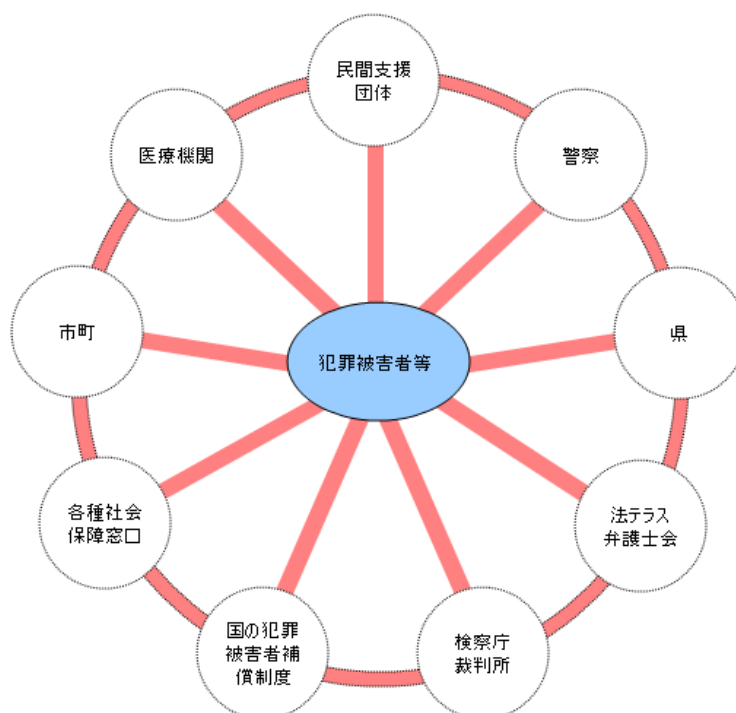 民間支援
団体
警察
県
法テラス
弁護士会
検察庁
裁判所
国の犯罪
被害者補
償制度
各種社会
保障窓口
市町
医療機関
犯罪被害者等